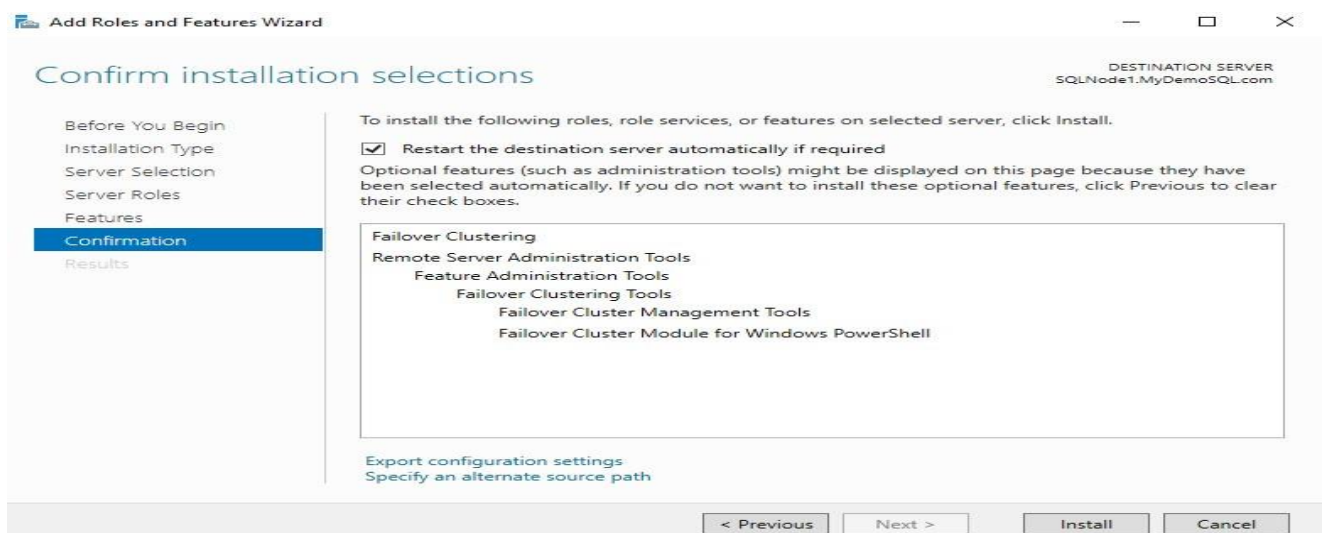 Add Roles and Features Wizard
Confirm installation selections
DESTINATION SERVER
SQLNode1.MyDemoSQL.com
Before You Begin
Installation Type
Server Selection
Server Roles
Features
Confirmation
Results
To install the following roles, role services, or features on selected server, click Install.
Restart the destination server automatically if required
Optional features (such as administration tools) might be displayed on this page because they have
been selected automatically. If you do not want to install these optional features, click Previous to clear
their check boxes.
Failover Clustering
Remote Server Administration Tools
Feature Administration Tools
Failover Clustering Tools
Failover Cluster Management Tools
Failover Cluster Module for Windows PowerShell
Export configuration settings
Specify an alternate source path
< Previous
Next >
Install
Cancel